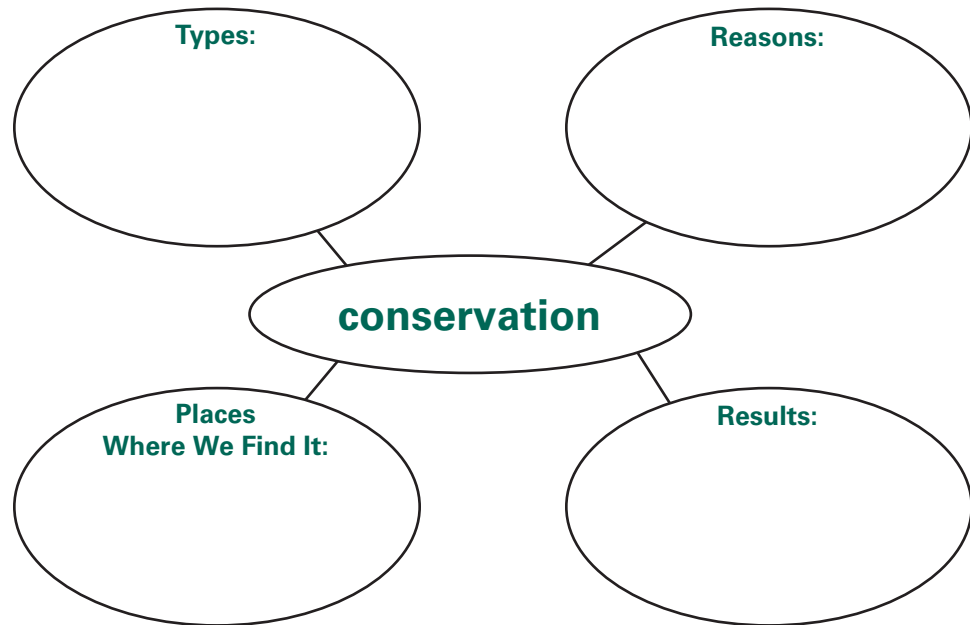 Types:
Reasons:
conservation
Places
Where We Find It:
Results: